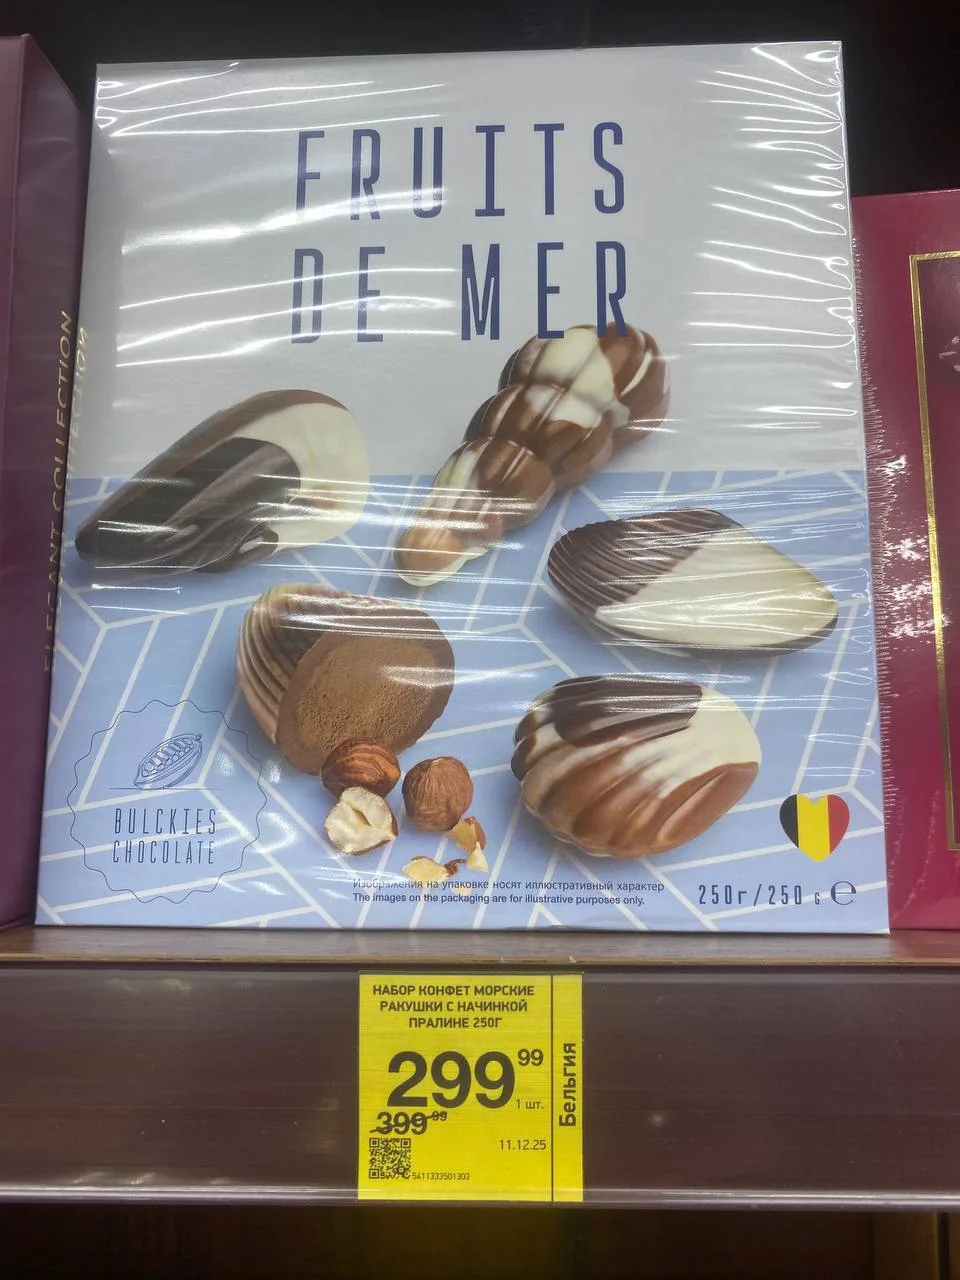 FRUITS
DE MER
ELEGANT COLLECTION
BULCKIES
CHOCOLATE
Изображения на упаковке носят иллюстративный характер
The images on the packaging are for illustrative purposes only.
250г/250 g e
НАБОР КОНФЕТ МОРСКИЕ
РАКУШКИ С НАЧИНКОЙ
ПРАЛИНЕ 250Г
299 99
1 шт.
399 99
11.12.25
5411333501303
Бельгия